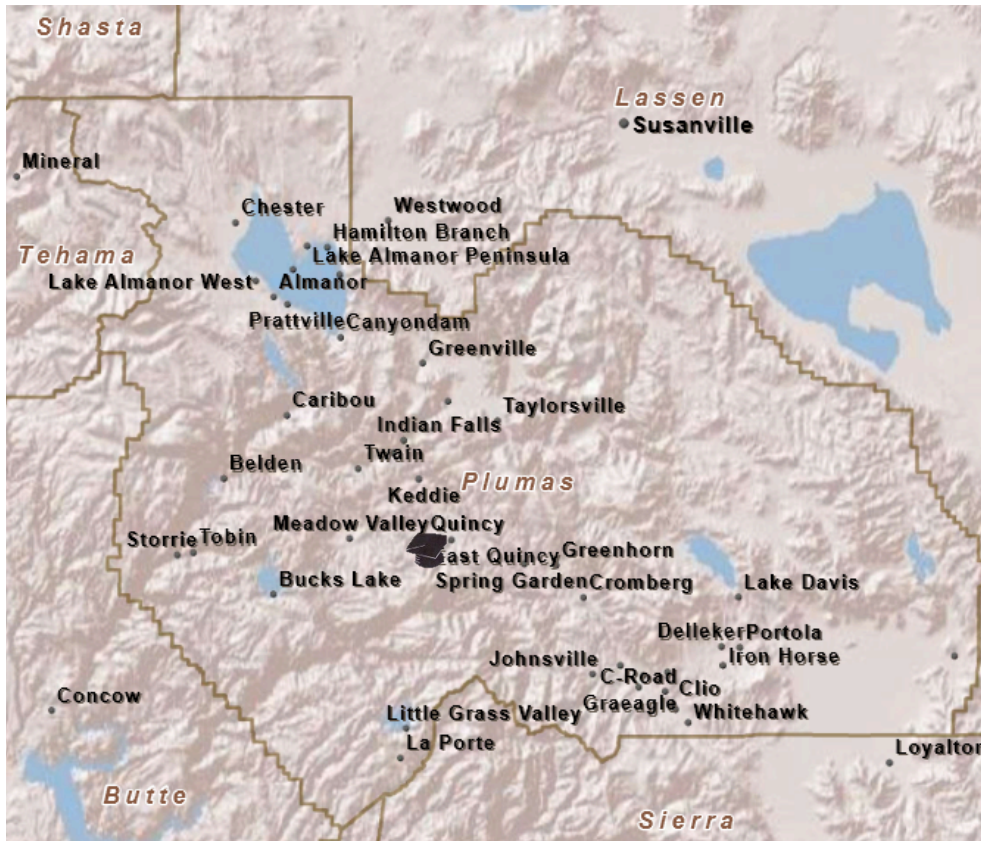 Shasta
Lassen
Susanville
Mineral
Chester
Westwood
Hamilton Branch
Tehama
Lake Almanor Peninsula
Lake Almanor West
Almanor
Prattville
Canyondam
Greenville
Caribou
Taylorsville
Indian Falls
Twain
Belden
Plumas
Keddie
Meadow Valley
Quincy
Storrie
Tobin
East Quincy
Greenhorn
Bucks Lake
Spring Garden
Cromberg
Lake Davis
Delleker
Portola
Johnsville
Iron Horse
C-Road
Clio
Concow
Graeagle
Little Grass Valley
Whitehawk
La Porte
Loyalton
Butte
Sierra